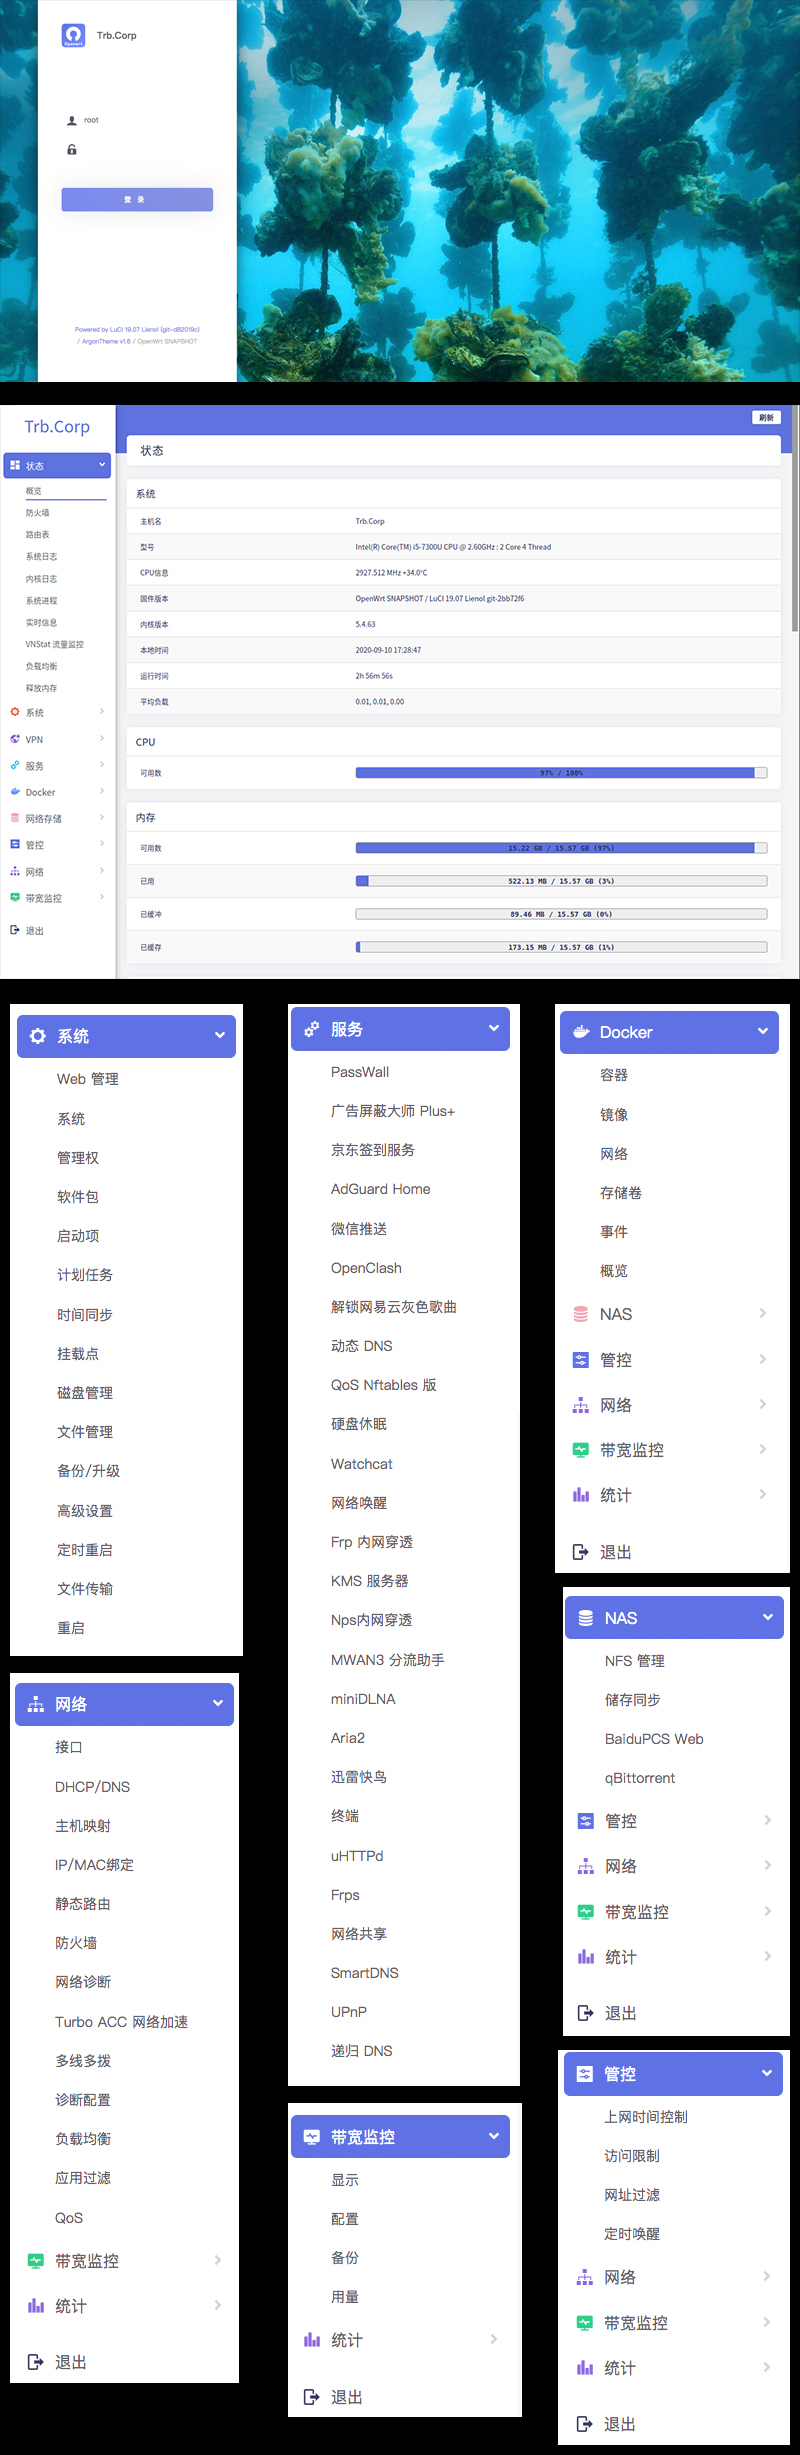 Openwrt
Trb.Corp
root
登 录
Powered by LuCI 19.07 Lienol (git-d82019c)
/ ArgonTheme v1.6 / OpenWrt SNAPSHOT
Trb.Corp
刷新
状态
概览
防火墙
路由表
系统日志
内核日志
系统进程
实时信息
VNStat 流量监控
负载均衡
释放内存
系统
VPN
服务
Docker
网络存储
管控
网络
带宽监控
退出
状态
系统
主机名 Trb.Corp
型号 Intel(R) Core(TM) i5-7300U CPU @ 2.60GHz : 2 Core 4 Thread
CPU信息 2927.512 MHz +34.0°C
固件版本 OpenWrt SNAPSHOT / LuCI 19.07 Lienol git-2bb72f6
内核版本 5.4.63
本地时间 2020-09-10 17:28:47
运行时间 2h 56m 56s
平均负载 0.01, 0.01, 0.00
CPU
可用数 97% / 100%
内存
可用数 15.22 GB / 15.57 GB (97%)
已用 522.13 MB / 15.57 GB (3%)
已缓冲 89.46 MB / 15.57 GB (0%)
已缓存 173.15 MB / 15.57 GB (1%)
系统
Web 管理
系统
管理权
软件包
启动项
计划任务
时间同步
挂载点
磁盘管理
文件管理
备份/升级
高级设置
定时重启
文件传输
重启
网络
接口
DHCP/DNS
主机映射
IP/MAC绑定
静态路由
防火墙
网络诊断
Turbo ACC 网络加速
多线多拨
诊断配置
负载均衡
应用过滤
QoS
带宽监控
统计
退出
服务
PassWall
广告屏蔽大师 Plus+
京东签到服务
AdGuard Home
微信推送
OpenClash
解锁网易云灰色歌曲
动态 DNS
QoS Nftables 版
硬盘休眠
Watchcat
网络唤醒
Frp 内网穿透
KMS 服务器
Nps内网穿透
MWAN3 分流助手
miniDLNA
Aria2
迅雷快鸟
终端
uHTTPd
Frps
网络共享
SmartDNS
UPnP
递归 DNS
带宽监控
显示
配置
备份
用量
统计
退出
Docker
容器
镜像
网络
存储卷
事件
概览
NAS
管控
网络
带宽监控
统计
退出
NAS
NFS 管理
储存同步
BaiduPCS Web
qBittorrent
管控
网络
带宽监控
统计
退出
管控
上网时间控制
访问限制
网址过滤
定时唤醒
网络
带宽监控
统计
退出